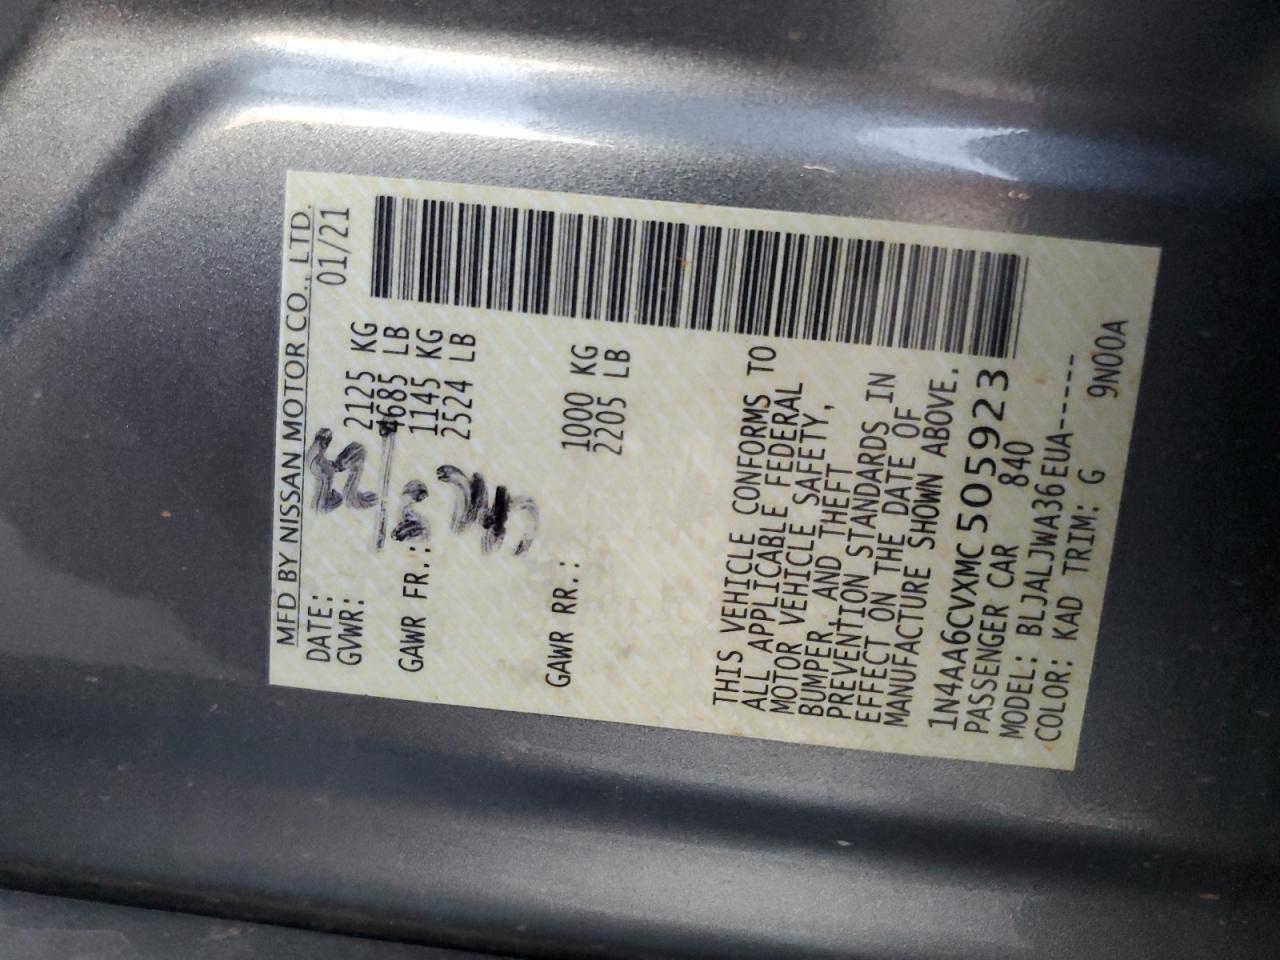 MFD BY NISSAN MOTOR CO., LTD.
DATE: 01/21
GVWR: 2125 KG
4685 LB
GAWR FR.: 1145 KG
2524 LB
GAWR RR.: 1000 KG
2205 LB
THIS VEHICLE CONFORMS TO
ALL APPLICABLE FEDERAL
MOTOR VEHICLE SAFETY,
BUMPER, AND THEFT
PREVENTION STANDARDS IN
EFFECT ON THE DATE OF
MANUFACTURE SHOWN ABOVE.
1N4AA6CVXMC505923
PASSENGER CAR 840
MODEL: BLJALJWA36EUA-----
COLOR: KAD TRIM: G 9N00A